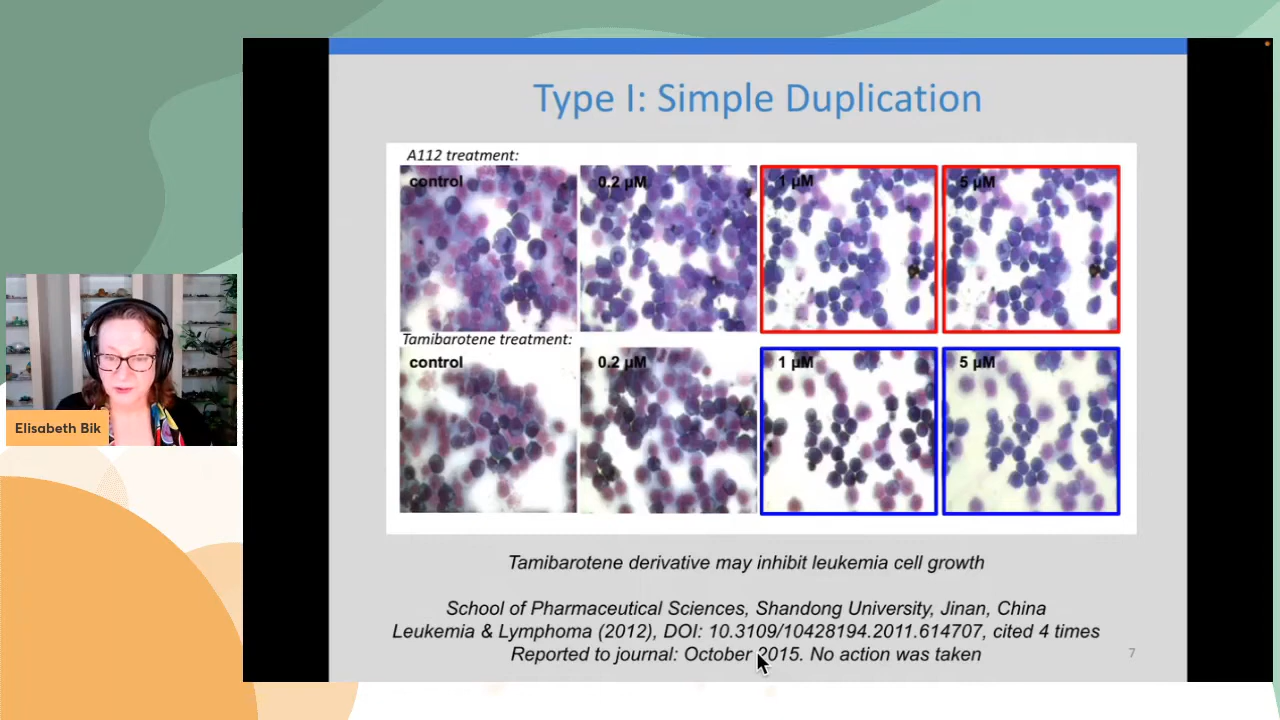 Type I: Simple Duplication
A112 treatment:
control
0.2 µM
1 µM
5 µM
Tamibarotene treatment:
control
0.2 µM
1 µM
5 µM
Elisabeth Bik
Tamibarotene derivative may inhibit leukemia cell growth
School of Pharmaceutical Sciences, Shandong University, Jinan, China
Leukemia & Lymphoma (2012), DOI: 10.3109/10428194.2011.614707, cited 4 times
Reported to journal: October 2015. No action was taken
7